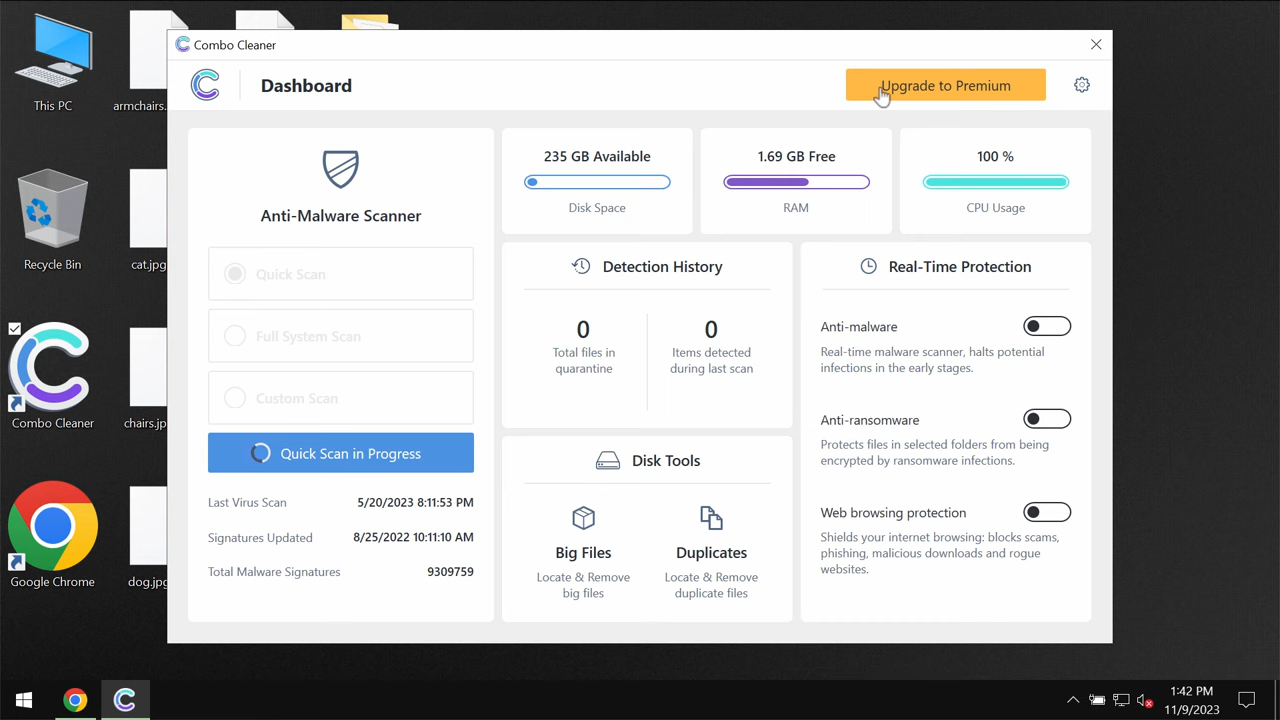 This PC
armchairs.
Recycle Bin
cat.jpg
Combo Cleaner
chairs.jp
Google Chrome
dog.jpg
Combo Cleaner
Dashboard
Upgrade to Premium
Anti-Malware Scanner
Quick Scan
Full System Scan
Custom Scan
Quick Scan in Progress
Last Virus Scan 5/20/2023 8:11:53 PM
Signatures Updated 8/25/2022 10:11:10 AM
Total Malware Signatures 9309759
235 GB Available
Disk Space
1.69 GB Free
RAM
100 %
CPU Usage
Detection History
0
Total files in
quarantine
0
Items detected
during last scan
Disk Tools
Big Files
Locate & Remove
big files
Duplicates
Locate & Remove
duplicate files
Real-Time Protection
Anti-malware
Real-time malware scanner, halts potential
infections in the early stages.
Anti-ransomware
Protects files in selected folders from being
encrypted by ransomware infections.
Web browsing protection
Shields your internet browsing: blocks scams,
phishing, malicious downloads and rogue
websites.
1:42 PM
11/9/2023